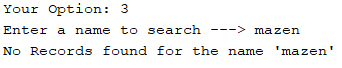 Your Option: 3
Enter a name to search ---> mazen
No Records found for the name 'mazen'